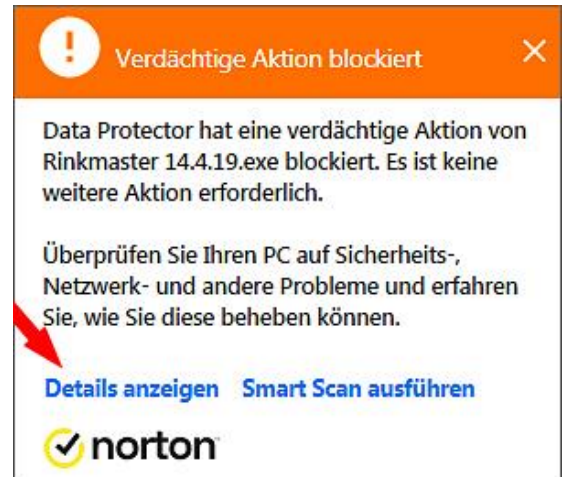 Verdächtige Aktion blockiert
Data Protector hat eine verdächtige Aktion von
Rinkmaster 14.4.19.exe blockiert. Es ist keine
weitere Aktion erforderlich.
Überprüfen Sie Ihren PC auf Sicherheits-,
Netzwerk- und andere Probleme und erfahren
Sie, wie Sie diese beheben können.
Details anzeigen Smart Scan ausführen
norton